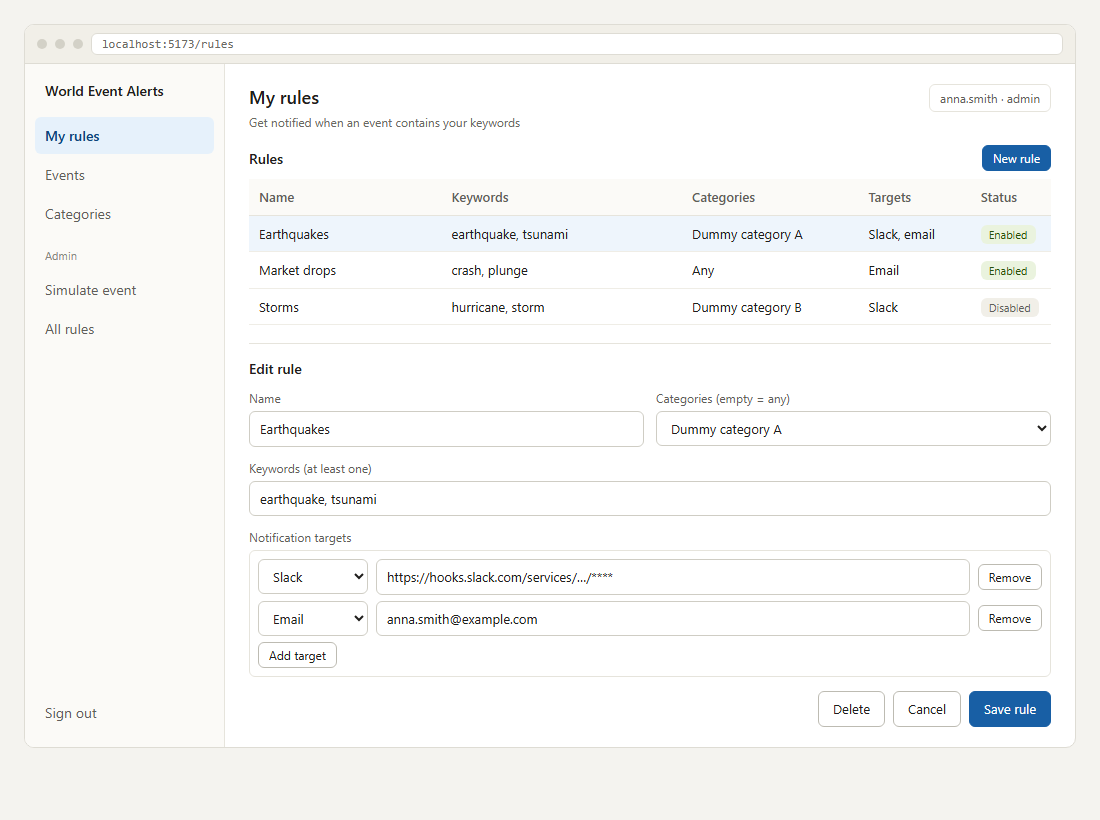 localhost:5173/rules
World Event Alerts
My rules
Events
Categories
Admin
Simulate event
All rules
Sign out
My rules
anna.smith · admin
Get notified when an event contains your keywords
Rules
New rule
Name Keywords Categories Targets Status
Earthquakes earthquake, tsunami Dummy category A Slack, email Enabled
Market drops crash, plunge Any Email Enabled
Storms hurricane, storm Dummy category B Slack Disabled
Edit rule
Name Categories (empty = any)
Earthquakes Dummy category A
Keywords (at least one)
earthquake, tsunami
Notification targets
Slack https://hooks.slack.com/services/.../**** Remove
Email anna.smith@example.com Remove
Add target
Delete Cancel Save rule